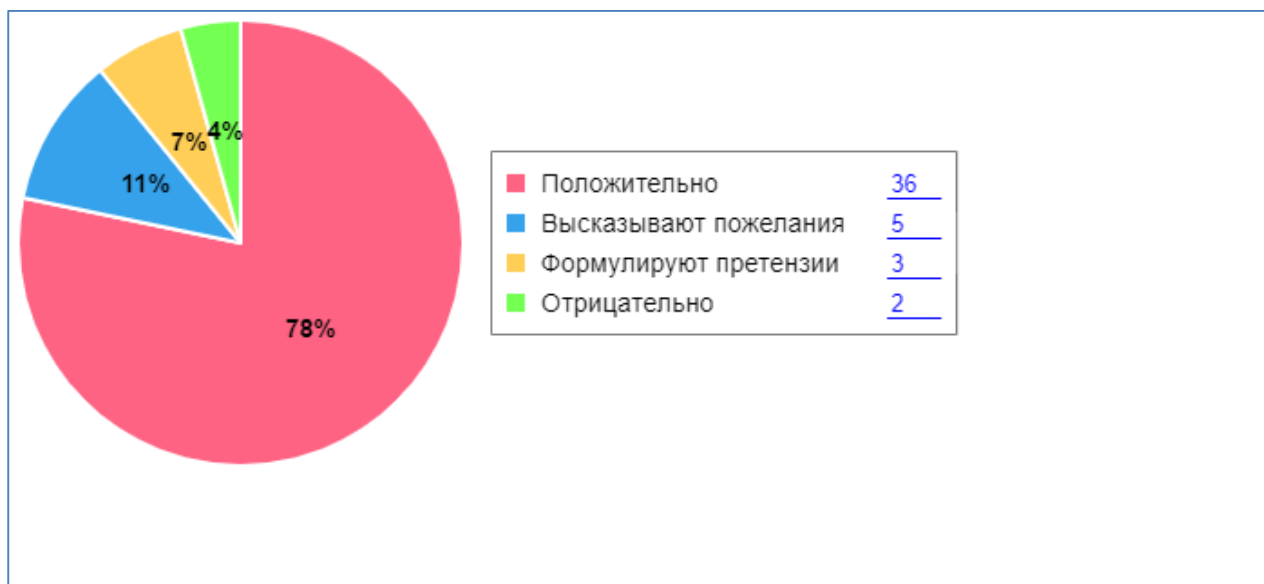 4%
7%
11%
78%
Положительно 36
Высказывают пожелания 5
Формулируют претензии 3
Отрицательно 2